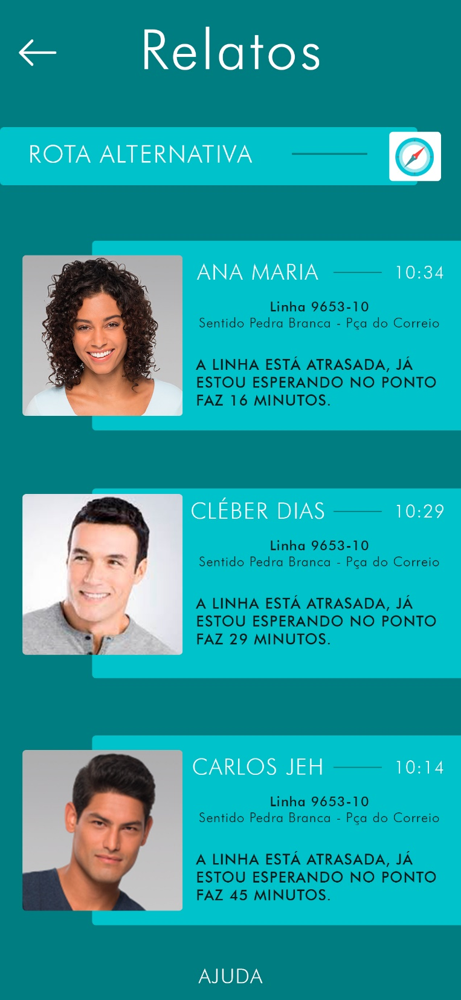 Relatos
ROTA ALTERNATIVA
ANA MARIA 10:34
Linha 9653-10
Sentido Pedra Branca - Pça do Correio
A LINHA ESTÁ ATRASADA, JÁ
ESTOU ESPERANDO NO PONTO
FAZ 16 MINUTOS.
CLÉBER DIAS 10:29
Linha 9653-10
Sentido Pedra Branca - Pça do Correio
A LINHA ESTÁ ATRASADA, JÁ
ESTOU ESPERANDO NO PONTO
FAZ 29 MINUTOS.
CARLOS JEH 10:14
Linha 9653-10
Sentido Pedra Branca - Pça do Correio
A LINHA ESTÁ ATRASADA, JÁ
ESTOU ESPERANDO NO PONTO
FAZ 45 MINUTOS.
AJUDA